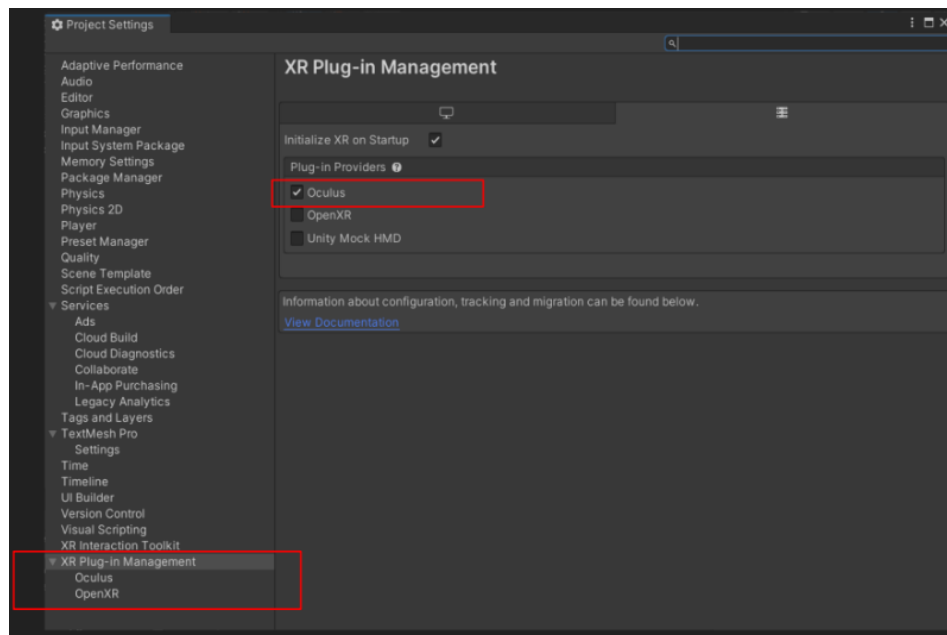 Project Settings
Adaptive Performance
Audio
Editor
Graphics
Input Manager
Input System Package
Memory Settings
Package Manager
Physics
Physics 2D
Player
Preset Manager
Quality
Scene Template
Script Execution Order
Services
Ads
Cloud Build
Cloud Diagnostics
Collaborate
In-App Purchasing
Legacy Analytics
Tags and Layers
TextMesh Pro
Settings
Time
Timeline
UI Builder
Version Control
Visual Scripting
XR Interaction Toolkit
XR Plug-in Management
Oculus
OpenXR
XR Plug-in Management
Initialize XR on Startup
Plug-in Providers
Oculus
OpenXR
Unity Mock HMD
Information about configuration, tracking and migration can be found below.
View Documentation